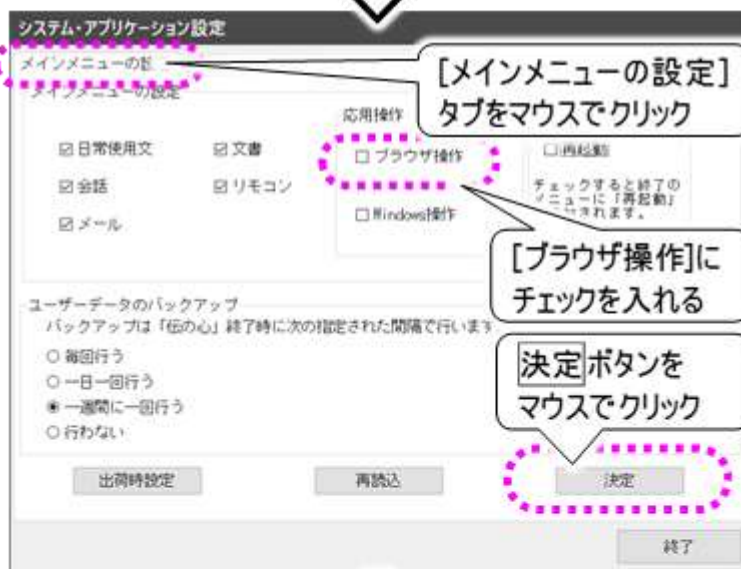 システム・アプリケーション設定
メインメニューの
メインメニューの設定
[メインメニューの設定]
タブをマウスでクリック
応用操作
☑日常使用文
☑文書
□ ブラウザ操作
□再起動
☑会話
☑リモコン
チェックすると終了の
メニューに「再起動」
されます。
☑メール
□Windows操作
[ブラウザ操作]に
チェックを入れる
ユーザーデータのバックアップ
バックアップは「伝の心」終了時に次の指定された間隔で行います
○ 毎回行う
○ 一日一回行う
◉ 一週間に一回行う
○ 行わない
決定ボタンを
マウスでクリック
出荷時設定
再読込
決定
終了